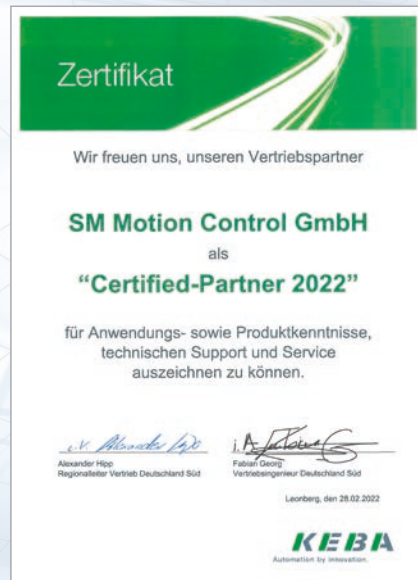 Zertifikat
Wir freuen uns, unseren Vertriebspartner
SM Motion Control GmbH
als
“Certified-Partner 2022”
für Anwendungs- sowie Produktkenntnisse,
technischen Support und Service
auszeichnen zu können.
Alexander Hipp
Regionalleiter Vertrieb Deutschland Süd
Fabian Georg
Vertriebsingenieur Deutschland Süd
Leonberg, den 28.02.2022
KEBA
Automation by innovation.